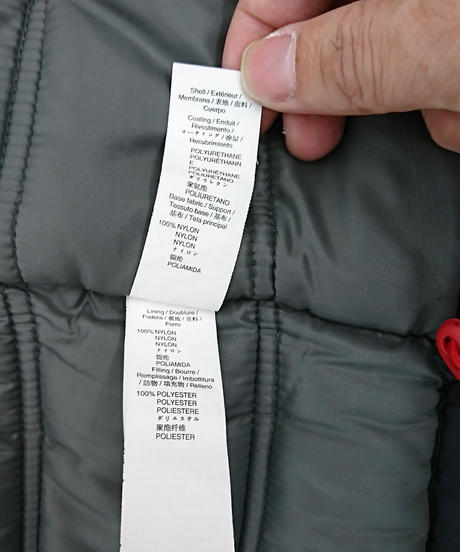 Shell / Extérieur /
Membrana / 表地 / 面料 /
Cuerpo
Coating / Enduit /
Rivestimento /
コーティング / 涂层 /
Recubrimiento
POLYURETHANE
POLYURÉTHANN
E
POLYURÉTHANE
POLIURETANO
ポリウレタン
聚氨酯
POLIURETANO
Base fabric / Support /
Tessuto base / 基布 /
基布 / Tela principal
100% NYLON
NYLON
NYLON
ナイロン
锦纶
POLIAMIDA
Lining / Doublure /
Fodera / 裏地 / 里料 /
Forro
100% NYLON
NYLON
NYLON
ナイロン
锦纶
POLIAMIDA
Filling / Bourre /
Remplissage / Imbottitura
/ 詰物 / 填充物 / Relleno
100% POLYESTER
POLYESTER
POLIESTERE
ポリエステル
聚酯纤维
POLIESTER